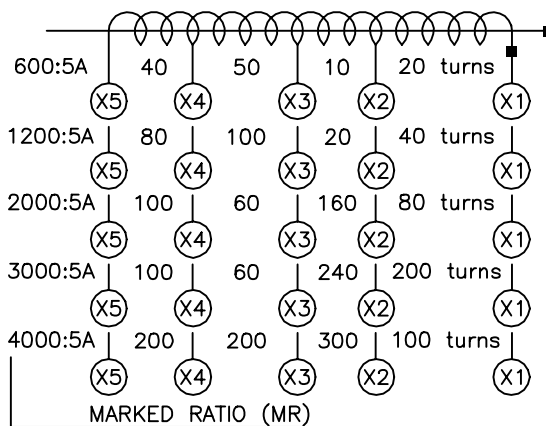 600:5A 40 50 10 20 turns
X5 X4 X3 X2 X1
1200:5A 80 100 20 40 turns
X5 X4 X3 X2 X1
2000:5A 100 60 160 80 turns
X5 X4 X3 X2 X1
3000:5A 100 60 240 200 turns
X5 X4 X3 X2 X1
4000:5A 200 200 300 100 turns
X5 X4 X3 X2 X1
MARKED RATIO (MR)